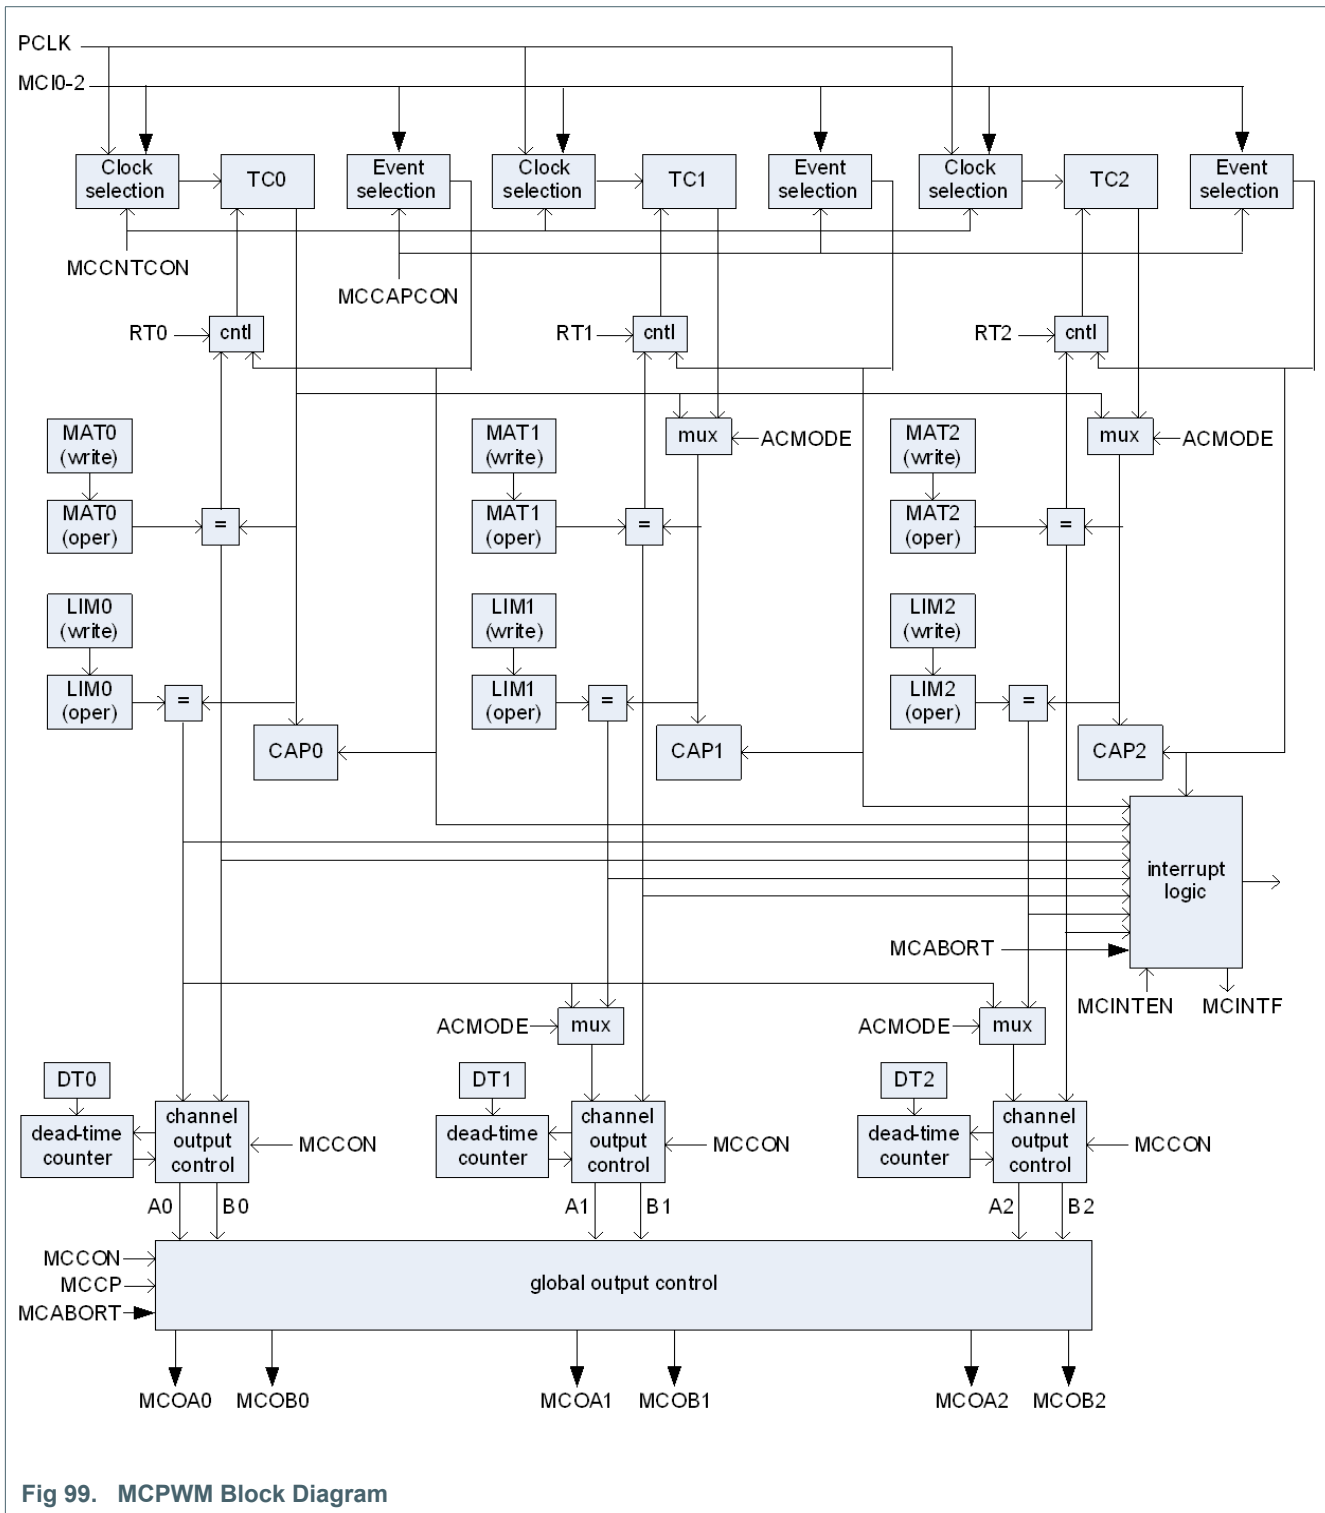 PCLK
MCI0-2
Clock
selection
TC0
Event
selection
Clock
selection
TC1
Event
selection
Clock
selection
TC2
Event
selection
MCCNTCON
MCCAPCON
RT0
cntl
RT1
cntl
RT2
cntl
MAT0
(write)
MAT1
(write)
mux
ACMODE
MAT2
(write)
mux
ACMODE
MAT0
(oper)
=
MAT1
(oper)
=
MAT2
(oper)
=
LIM0
(write)
LIM1
(write)
LIM2
(write)
LIM0
(oper)
=
LIM1
(oper)
=
LIM2
(oper)
=
CAP0
CAP1
CAP2
interrupt
logic
MCABORT
MCINTEN
MCINTF
ACMODE
mux
ACMODE
mux
DT0
DT1
DT2
dead-time
counter
channel
output
control
MCCON
dead-time
counter
channel
output
control
MCCON
dead-time
counter
channel
output
control
MCCON
A0
B0
A1
B1
A2
B2
MCCON
MCCP
MCABORT
global output control
MCOA0
MCOB0
MCOA1
MCOB1
MCOA2
MCOB2
Fig 99. MCPWM Block Diagram